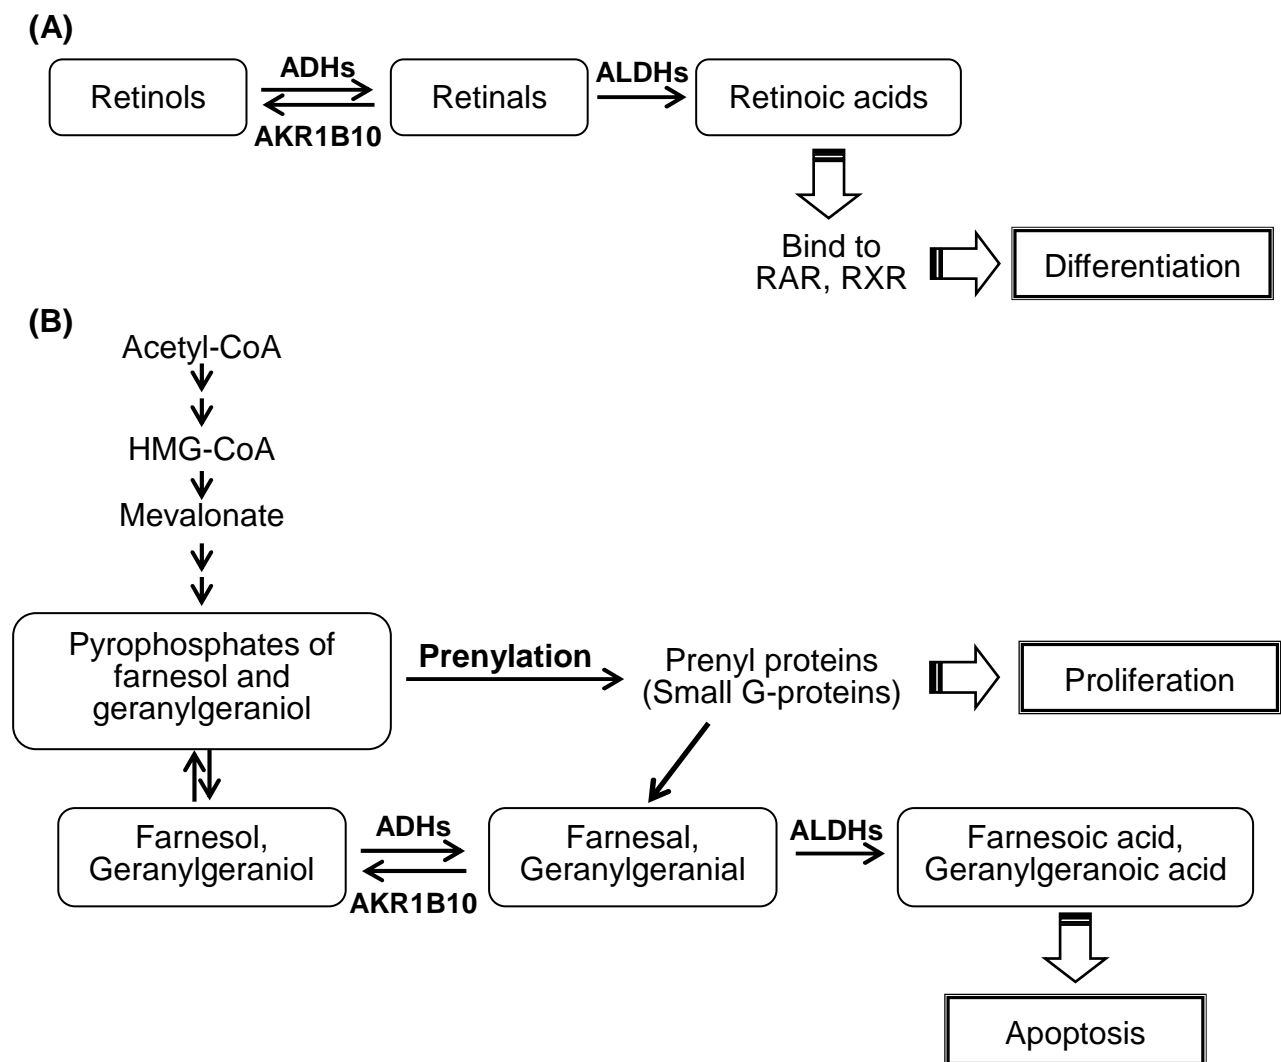 (A)
Retinols
ADHs
AKR1B10
Retinals
ALDHs
Retinoic acids
Bind to
RAR, RXR
Differentiation
(B)
Acetyl-CoA
HMG-CoA
Mevalonate
Pyrophosphates of
farnesol and
geranylgeraniol
Prenylation
Prenyl proteins
(Small G-proteins)
Proliferation
Farnesol,
Geranylgeraniol
ADHs
AKR1B10
Farnesal,
Geranylgeranial
ALDHs
Farnesoic acid,
Geranylgeranoic acid
Apoptosis